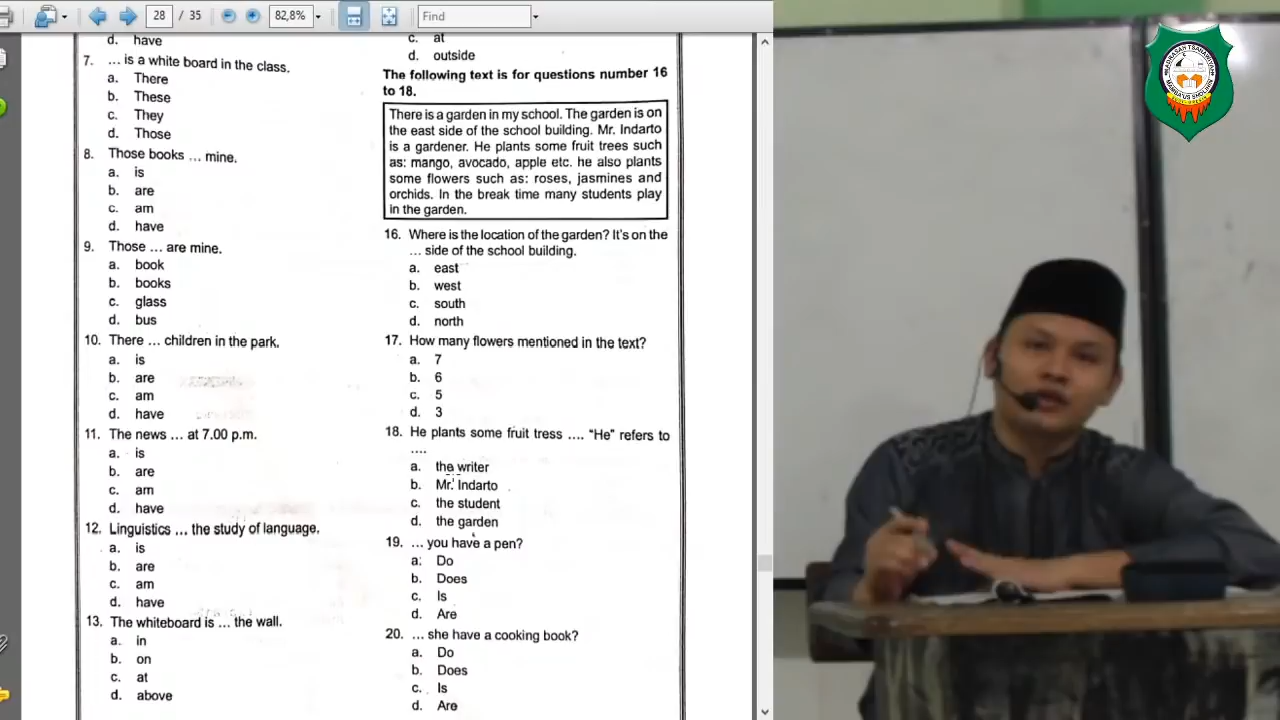 28 / 35
82,8%
Find
d. have
7. ... is a white board in the class.
a. There
b. These
c. They
d. Those
8. Those books ... mine.
a. is
b. are
c. am
d. have
9. Those ... are mine.
a. book
b. books
c. glass
d. bus
10. There ... children in the park.
a. is
b. are
c. am
d. have
11. The news ... at 7.00 p.m.
a. is
b. are
c. am
d. have
12. Linguistics ... the study of language.
a. is
b. are
c. am
d. have
13. The whiteboard is ... the wall.
a. in
b. on
c. at
d. above
c. at
d. outside
The following text is for questions number 16
to 18.
There is a garden in my school. The garden is on
the east side of the school building. Mr. Indarto
is a gardener. He plants some fruit trees such
as: mango, avocado, apple etc. he also plants
some flowers such as: roses, jasmines and
orchids. In the break time many students play
in the garden.
16. Where is the location of the garden? It's on the
... side of the school building.
a. east
b. west
c. south
d. north
17. How many flowers mentioned in the text?
a. 7
b. 6
c. 5
d. 3
18. He plants some fruit tress .... "He" refers to
....
a. the writer
b. Mr. Indarto
c. the student
d. the garden
19. ... you have a pen?
a. Do
b. Does
c. Is
d. Are
20. ... she have a cooking book?
a. Do
b. Does
c. Is
d. Are